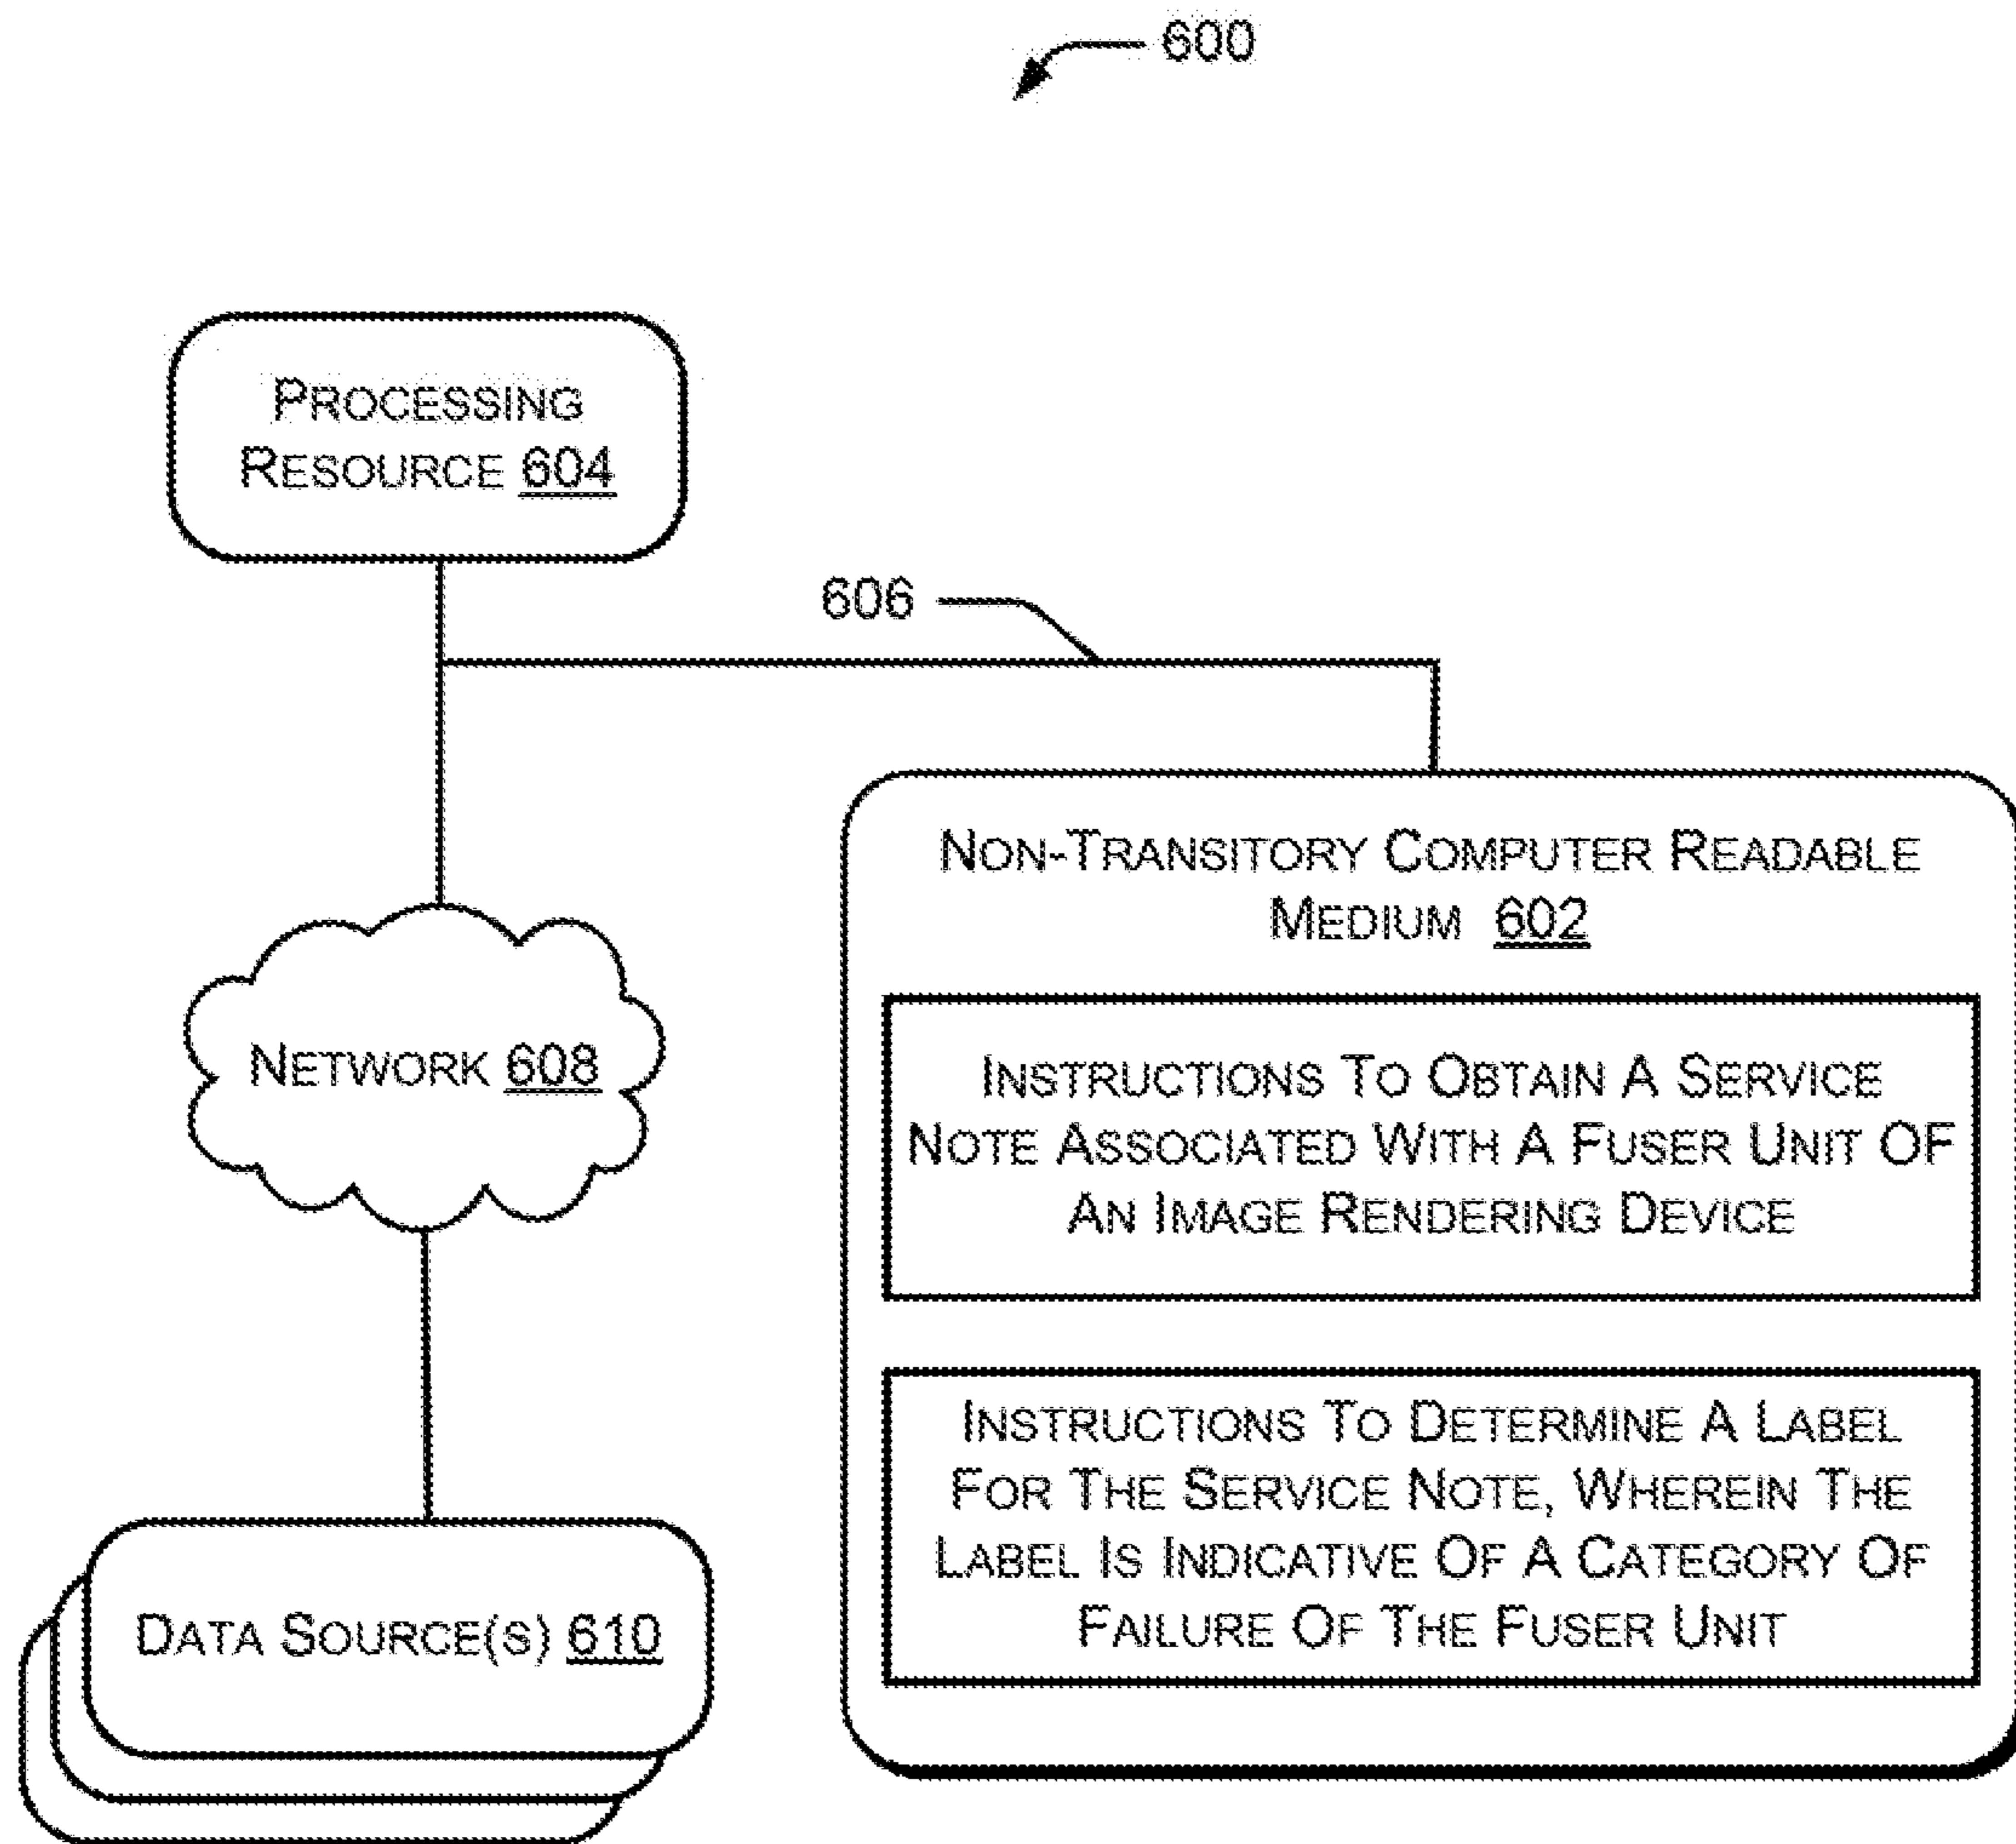 600
PROCESSING
RESOURCE 604
606
NETWORK 608
DATA SOURCE(S) 610
NON-TRANSITORY COMPUTER READABLE
MEDIUM 602
INSTRUCTIONS TO OBTAIN A SERVICE
NOTE ASSOCIATED WITH A FUSER UNIT OF
AN IMAGE RENDERING DEVICE
INSTRUCTIONS TO DETERMINE A LABEL
FOR THE SERVICE NOTE, WHEREIN THE
LABEL IS INDICATIVE OF A CATEGORY OF
FAILURE OF THE FUSER UNIT